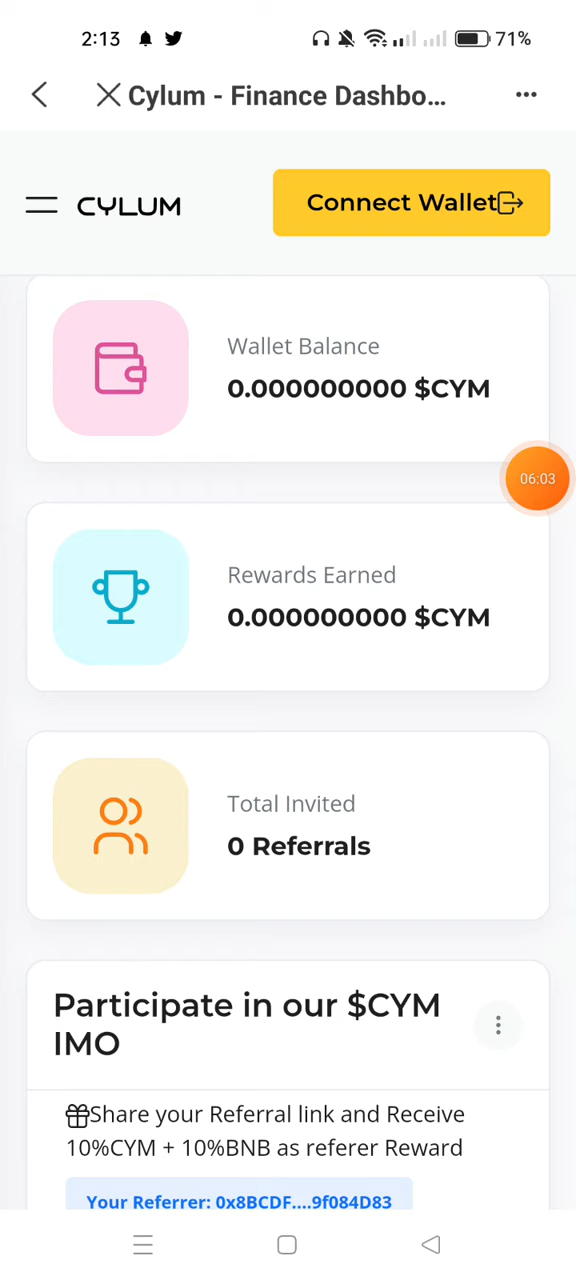 2:13
71%
Cylum - Finance Dashbo...
CYLUM
Connect Wallet
Wallet Balance
0.000000000 $CYM
06:03
Rewards Earned
0.000000000 $CYM
Total Invited
0 Referrals
Participate in our $CYM
IMO
Share your Referral link and Receive
10%CYM + 10%BNB as referer Reward
Your Referrer: 0x8BCDF....9f084D83